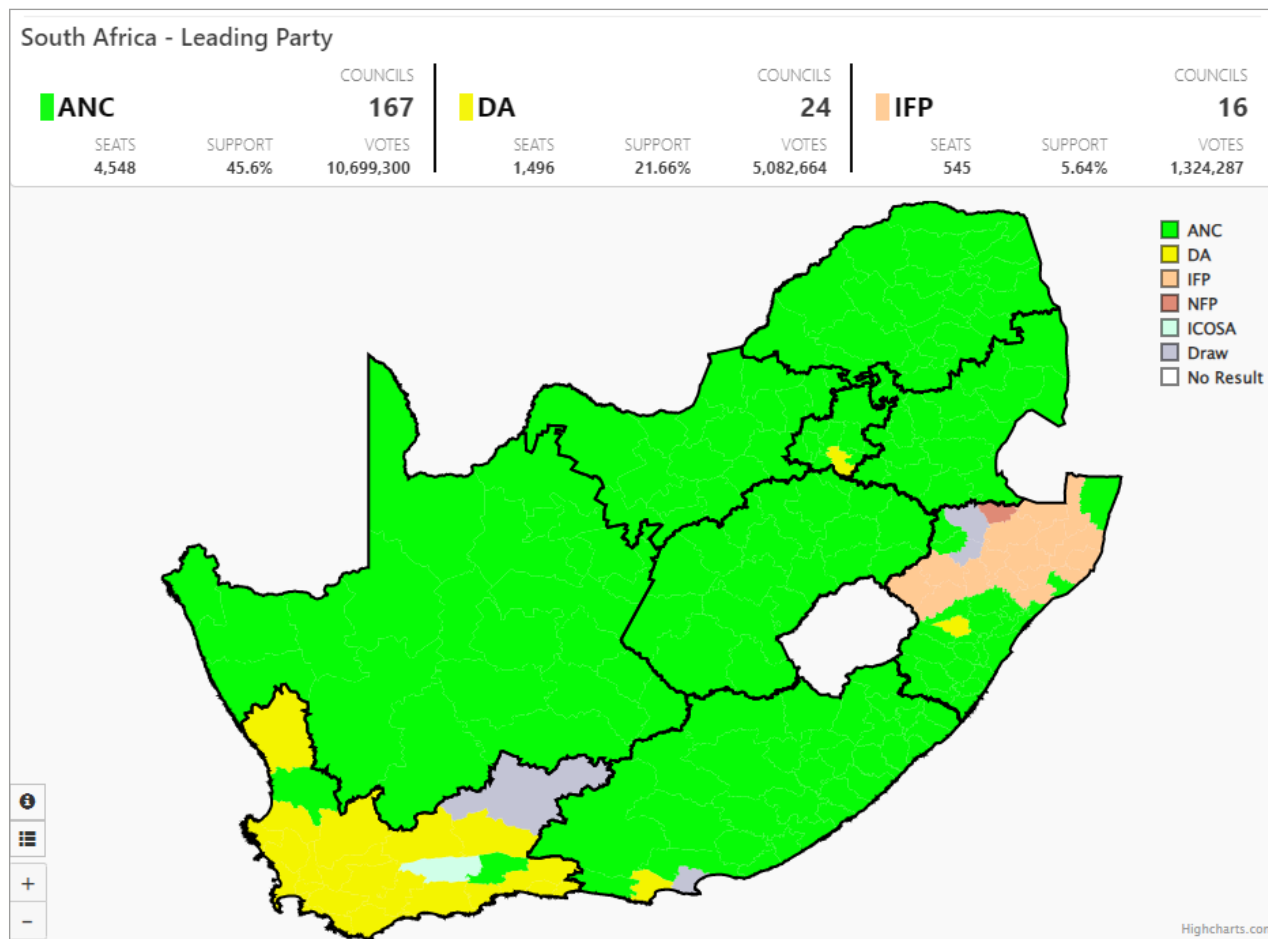 South Africa - Leading Party
COUNCILS COUNCILS COUNCILS
ANC 167 DA 24 IFP 16
SEATS SUPPORT VOTES SEATS SUPPORT VOTES SEATS SUPPORT VOTES
4,548 45.6% 10,699,300 1,496 21.66% 5,082,664 545 5.64% 1,324,287
ANC
DA
IFP
NFP
ICOSA
Draw
No Result
+
−
Highcharts.com